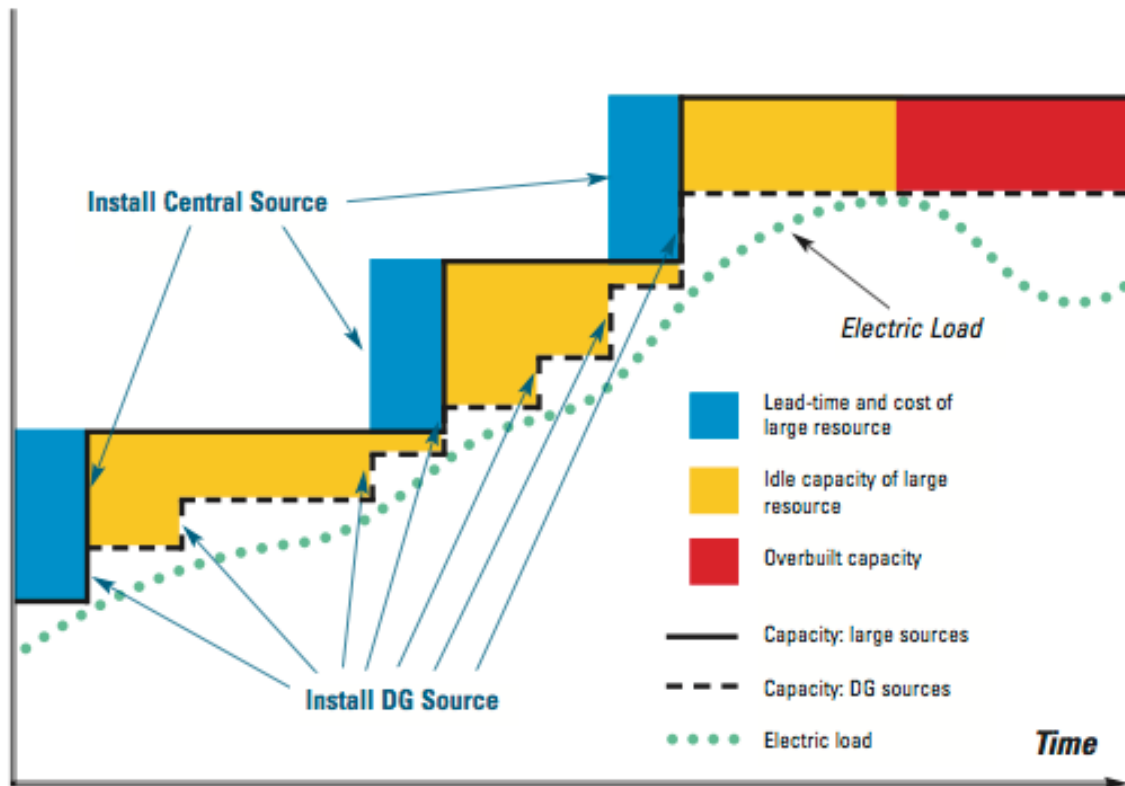 Install Central Source
Electric Load
Lead-time and cost of
large resource
Idle capacity of large
resource
Overbuilt capacity
Capacity: large sources
Install DG Source
Capacity: DG sources
Electric load
Time